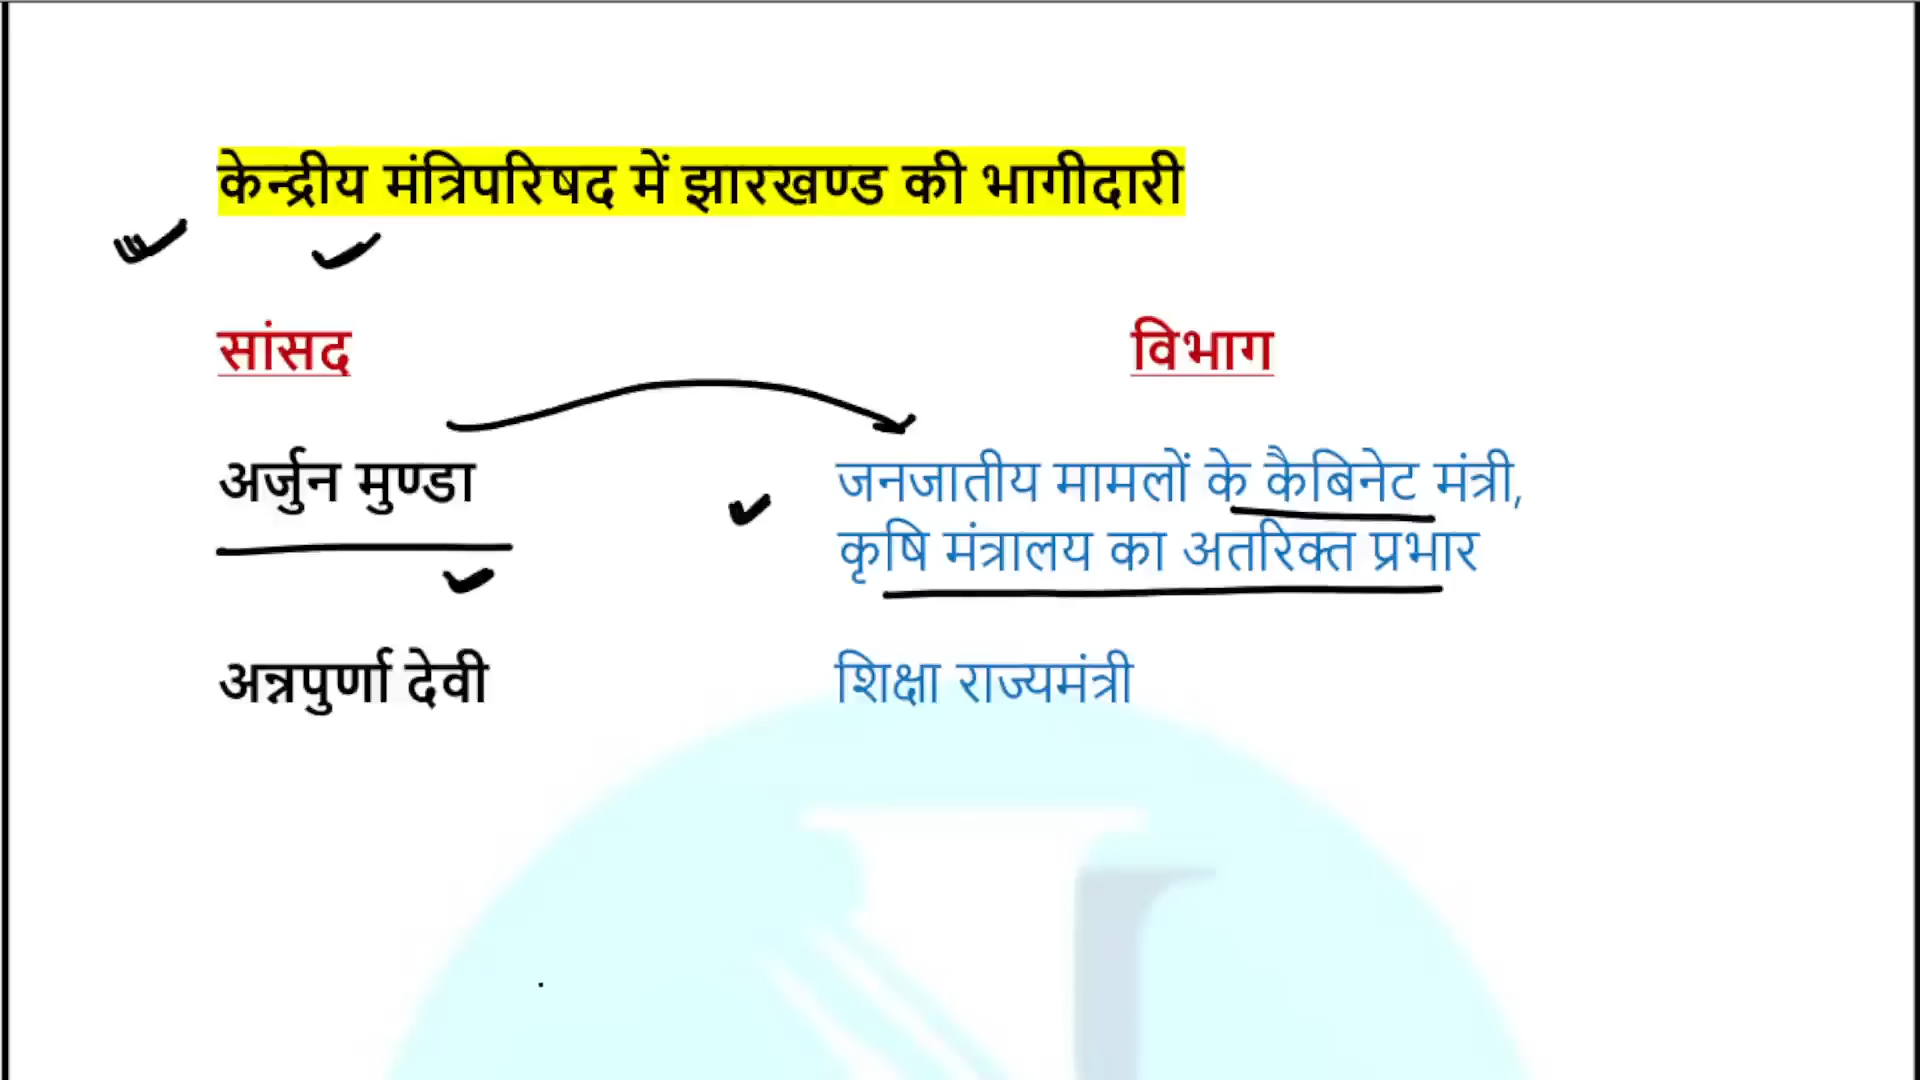 केन्द्रीय मंत्रिपरिषद में झारखण्ड की भागीदारी
सांसद विभाग
अर्जुन मुण्डा जनजातीय मामलों के कैबिनेट मंत्री,
कृषि मंत्रालय का अतरिक्त प्रभार
अन्नपुर्णा देवी शिक्षा राज्यमंत्री